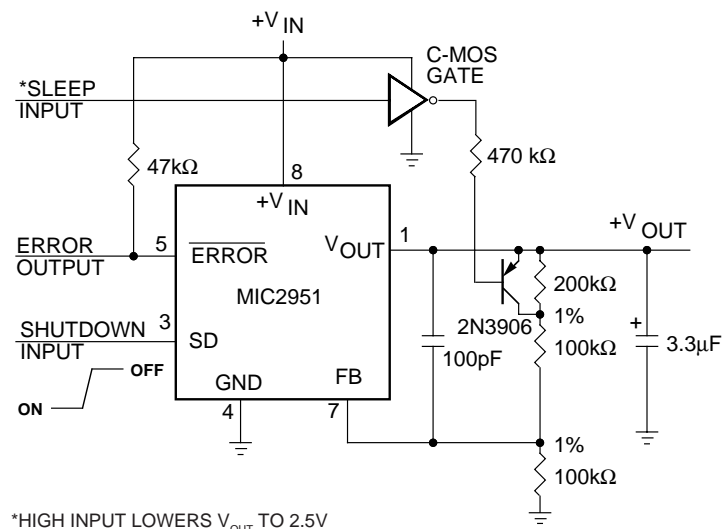 +V IN
C-MOS
GATE
*SLEEP
INPUT
470 kΩ
47kΩ
8
+V IN
+V OUT
ERROR
OUTPUT
5
ERROR
V OUT
1
200kΩ
MIC2951
2N3906
1%
SHUTDOWN
INPUT
3
SD
100pF
100kΩ
+
3.3µF
OFF
ON
GND
FB
4
7
1%
100kΩ
*HIGH INPUT LOWERS V OUT TO 2.5V